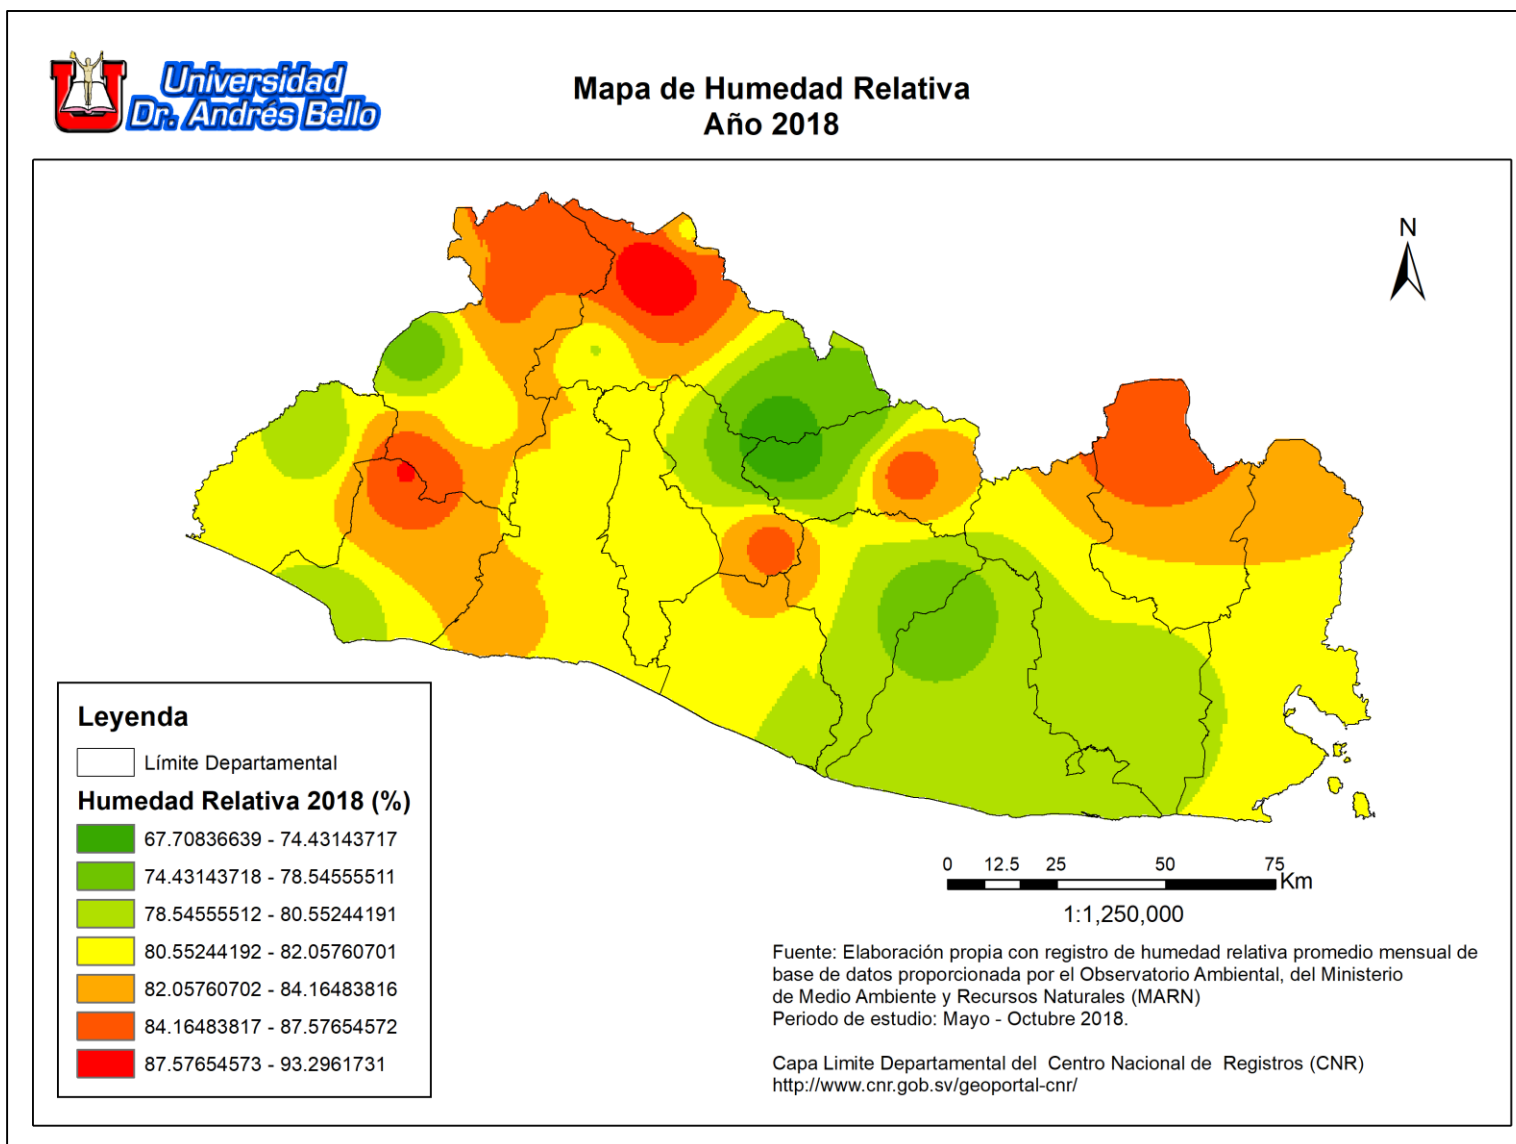 Universidad
Dr. Andrés Bello
Mapa de Humedad Relativa
Año 2018
N
Leyenda
Límite Departamental
Humedad Relativa 2018 (%)
67.70836639 - 74.43143717
74.43143718 - 78.54555511
78.54555512 - 80.55244191
80.55244192 - 82.05760701
82.05760702 - 84.16483816
84.16483817 - 87.57654572
87.57654573 - 93.2961731
0 12.5 25 50 75
Km
1:1,250,000
Fuente: Elaboración propia con registro de humedad relativa promedio mensual de
base de datos proporcionada por el Observatorio Ambiental, del Ministerio
de Medio Ambiente y Recursos Naturales (MARN)
Periodo de estudio: Mayo - Octubre 2018.
Capa Limite Departamental del Centro Nacional de Registros (CNR)
http://www.cnr.gob.sv/geoportal-cnr/